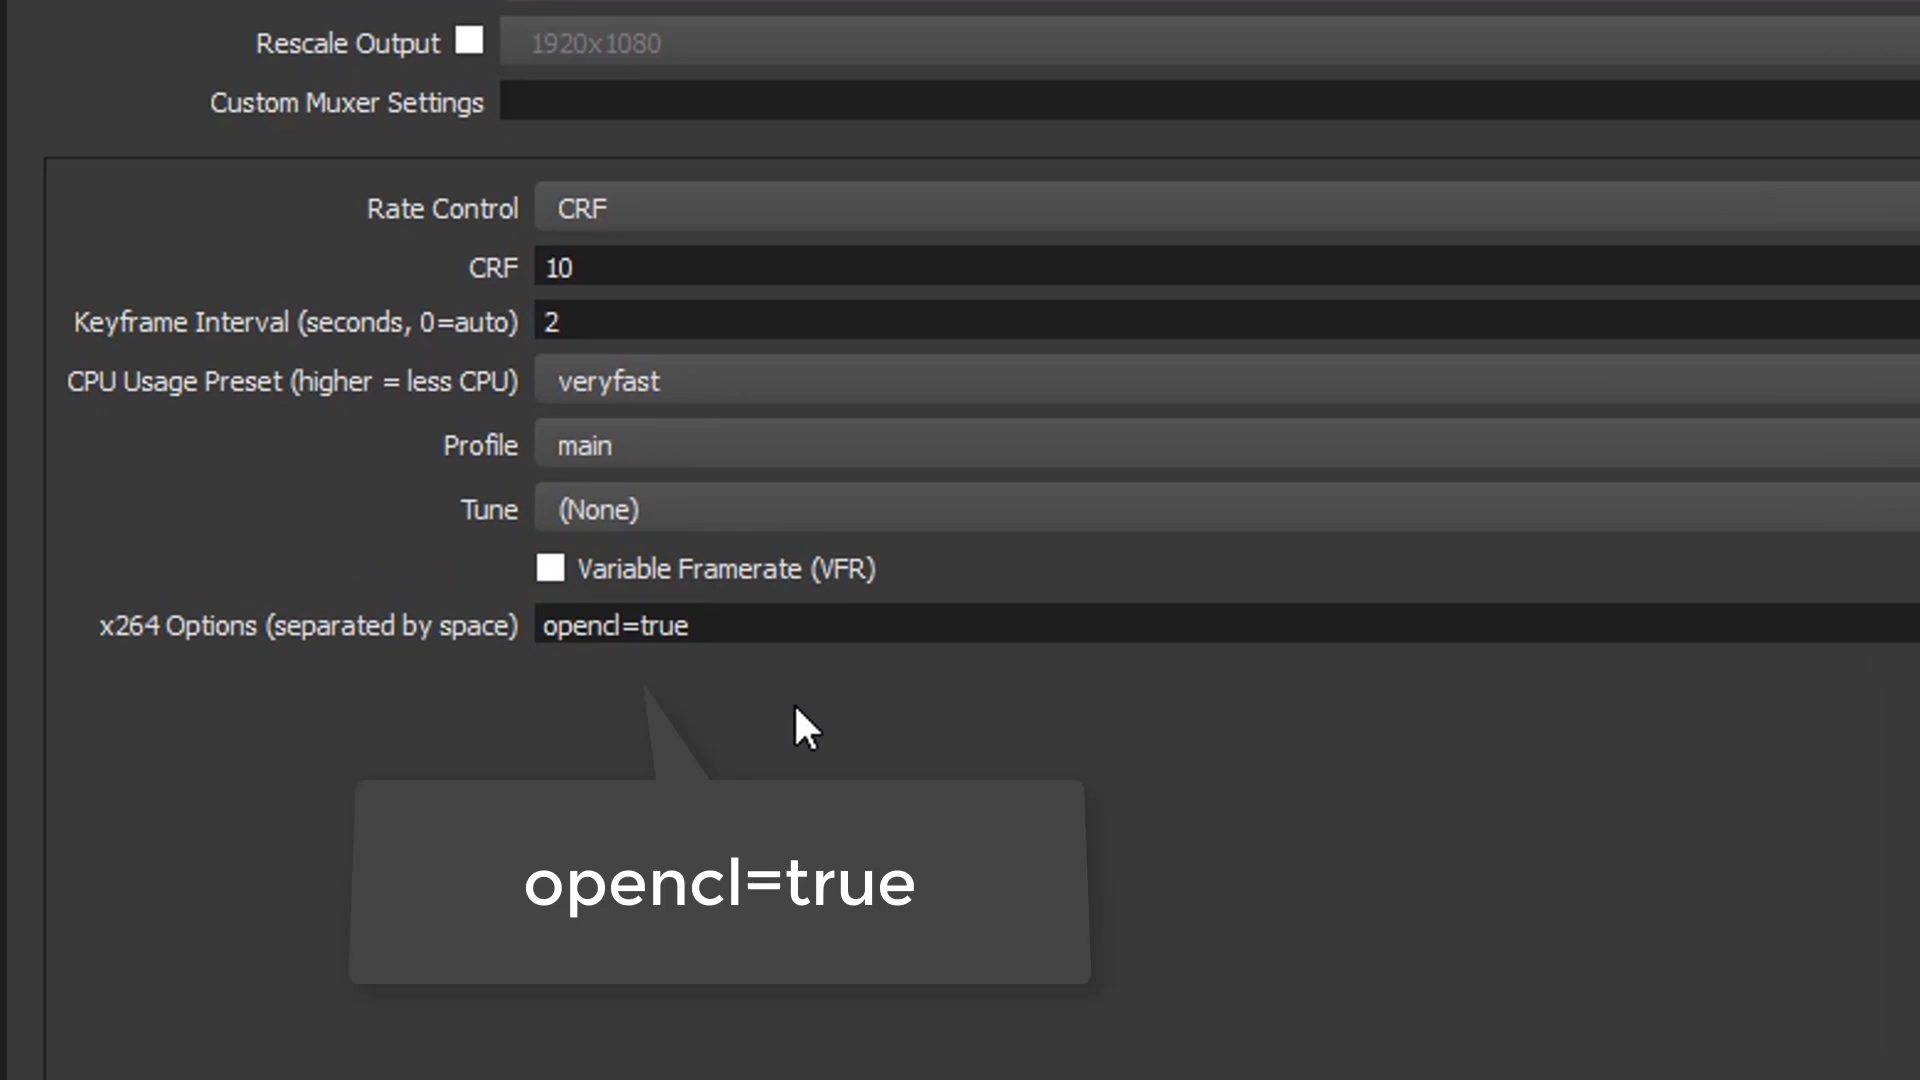 Rescale Output 1920x1080
Custom Muxer Settings
Rate Control CRF
CRF 10
Keyframe Interval (seconds, 0=auto) 2
CPU Usage Preset (higher = less CPU) veryfast
Profile main
Tune (None)
Variable Framerate (VFR)
x264 Options (separated by space) opencl=true
opencl=true